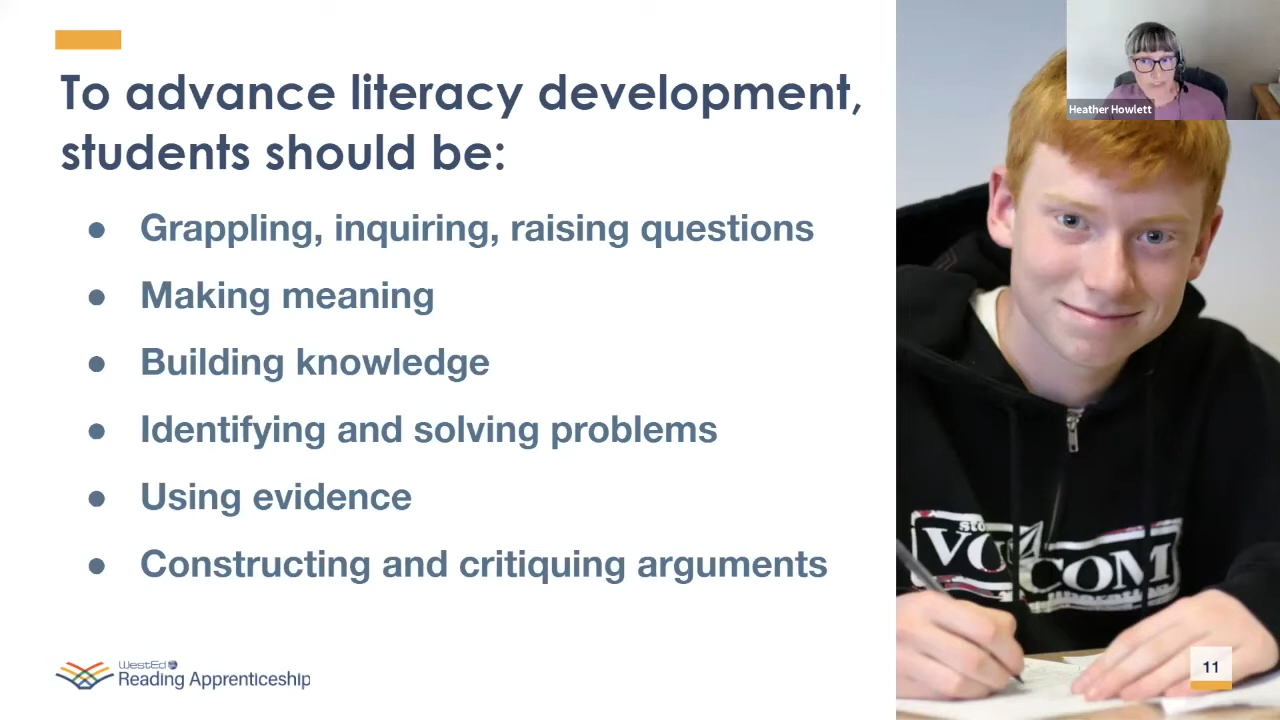 To advance literacy development,
students should be:
● Grappling, inquiring, raising questions
● Making meaning
● Building knowledge
● Identifying and solving problems
● Using evidence
● Constructing and critiquing arguments
WestEd
Reading Apprenticeship
Heather Howlett
COM
11